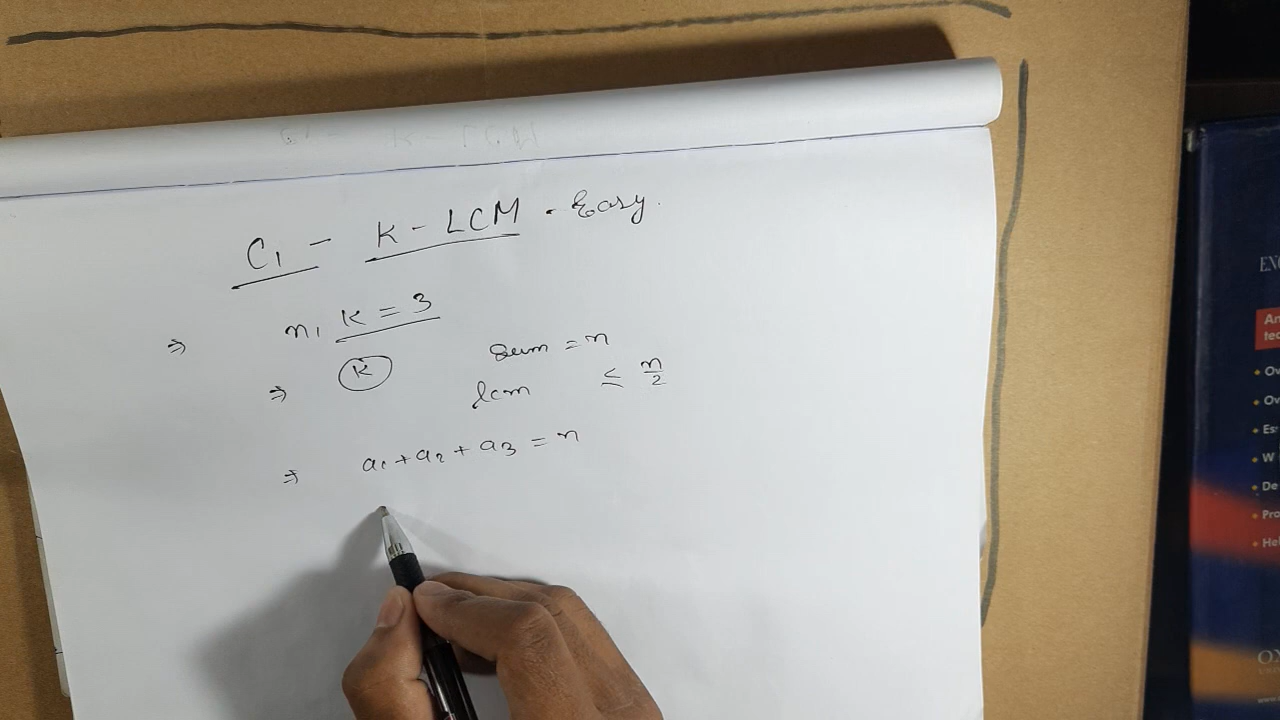 C1 - K - LCM . Easy.
⇒ n, K = 3
K sum = n
⇒ lcm ≤ n/2
⇒ a1 + a2 + a3 = n